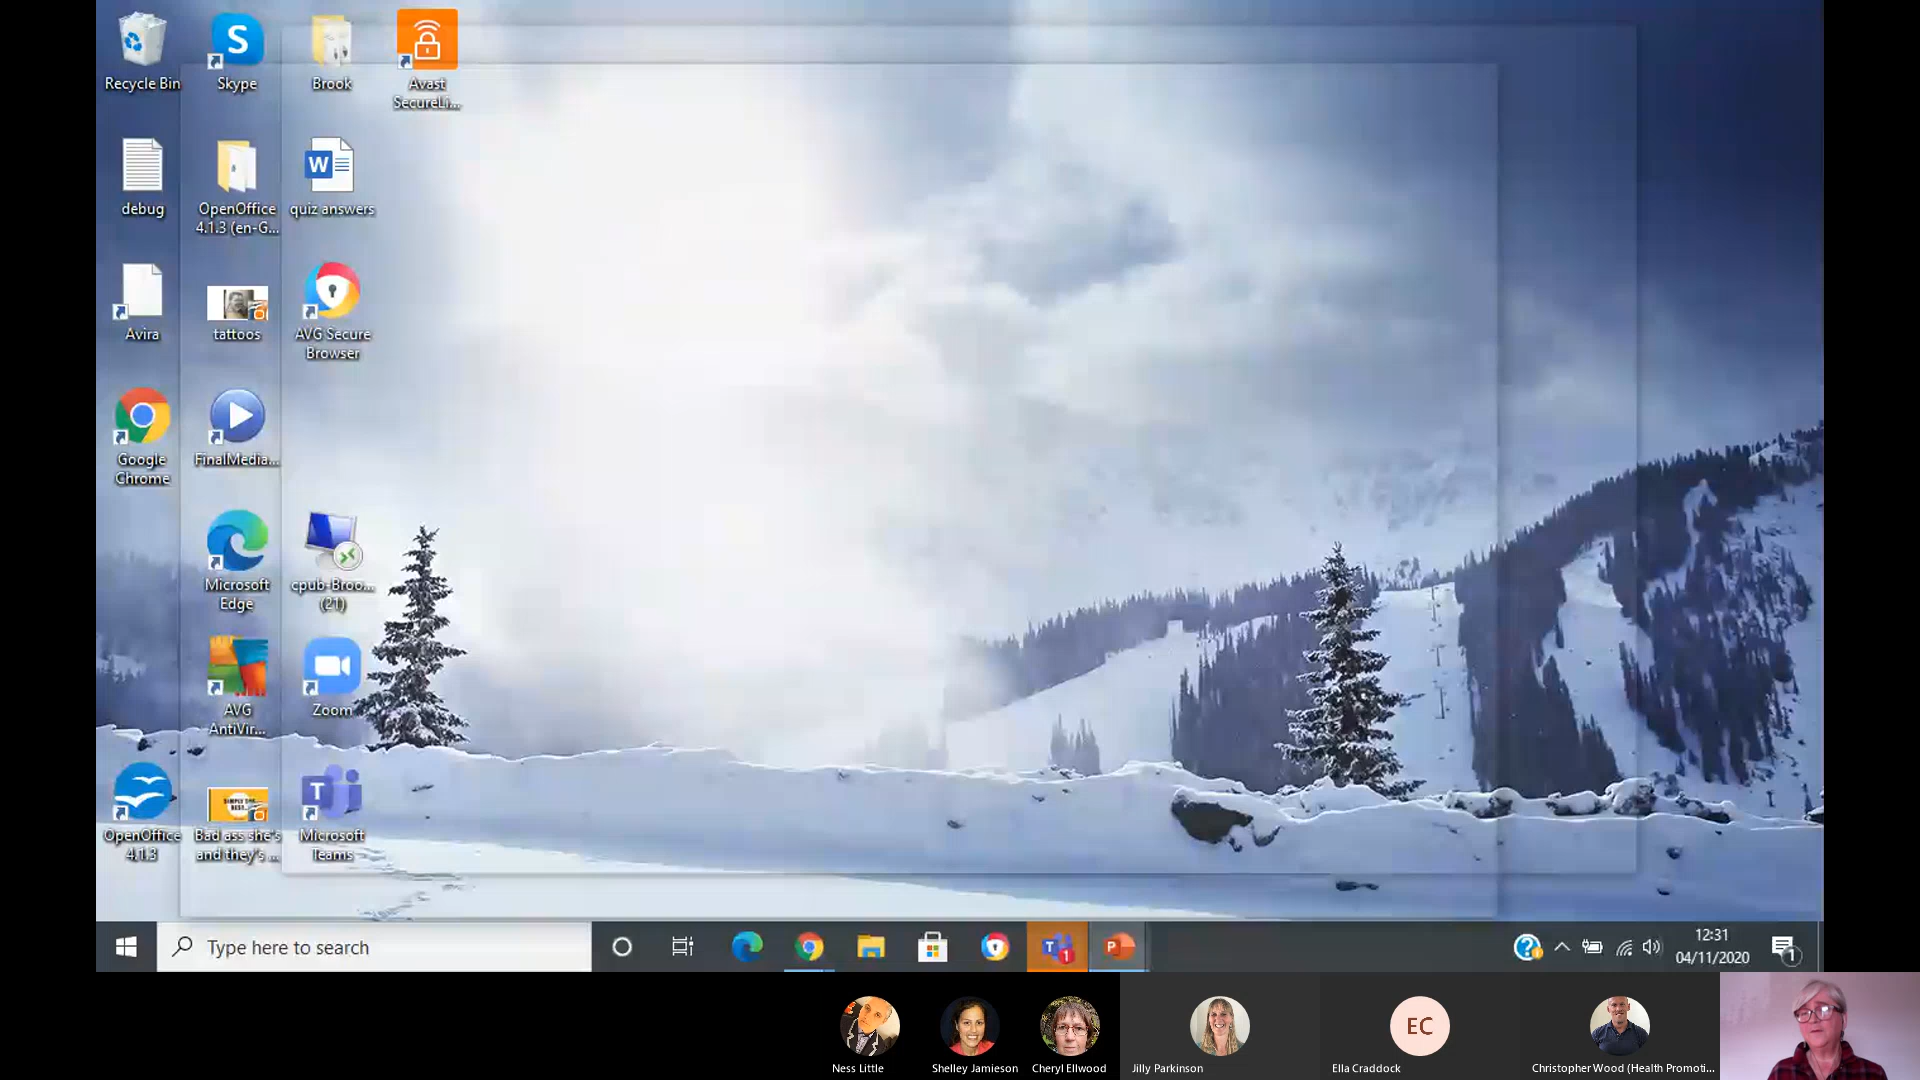 Recycle Bin
Skype
Brook
Avast
SecureLi...
debug
OpenOffice
4.1.3 (en-G...
quiz answers
Avira
tattoos
AVG Secure
Browser
Google
Chrome
FinalMedia...
Microsoft
Edge
cpub-Broo...
(21)
AVG
AntiVir...
Zoom
OpenOffice
4.1.3
SIMPLY THE
BEST
Bad ass she's
and they's ...
Microsoft
Teams
Type here to search
12:31
04/11/2020
Ness Little
Shelley Jamieson
Cheryl Ellwood
Jilly Parkinson
EC
Ella Craddock
Christopher Wood (Health Promoti...